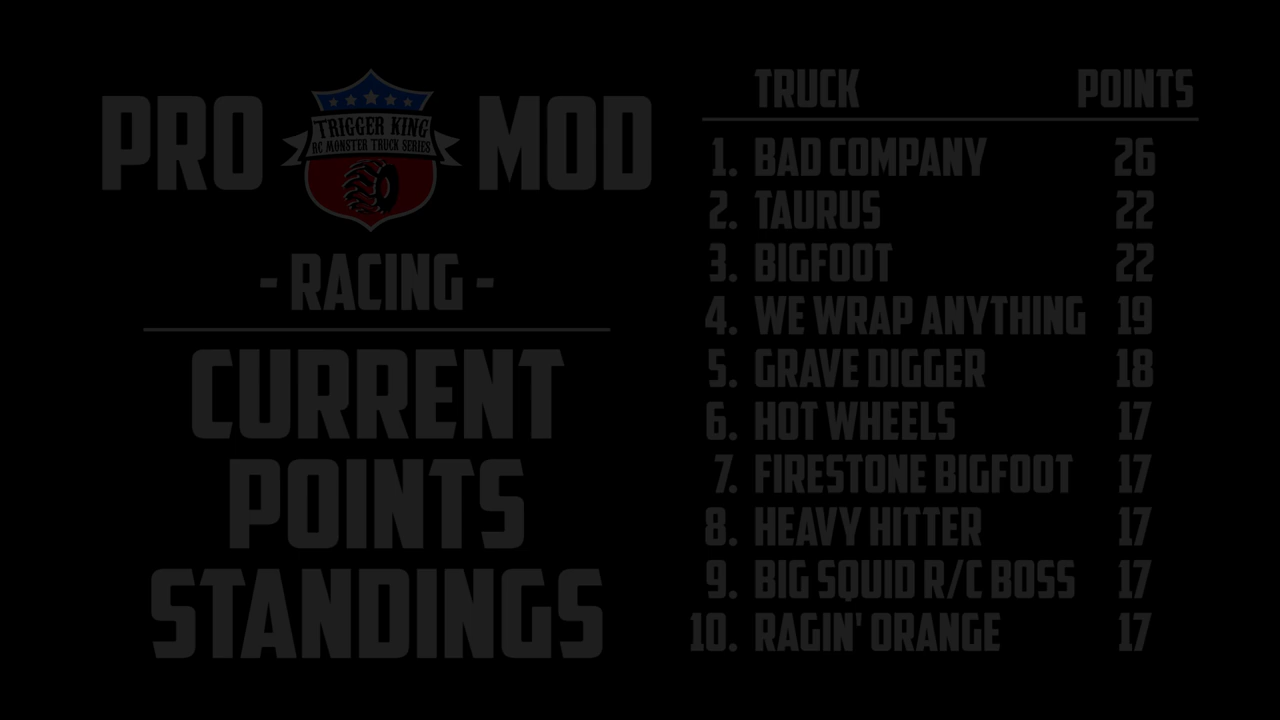 PRO MOD
TRIGGER KING
RC MONSTER TRUCK SERIES
- RACING -
CURRENT
POINTS
STANDINGS
TRUCK POINTS
1. BAD COMPANY 26
2. TAURUS 22
3. BIGFOOT 22
4. WE WRAP ANYTHING 19
5. GRAVE DIGGER 18
6. HOT WHEELS 17
7. FIRESTONE BIGFOOT 17
8. HEAVY HITTER 17
9. BIG SQUID R/C BOSS 17
10. RAGIN' ORANGE 17